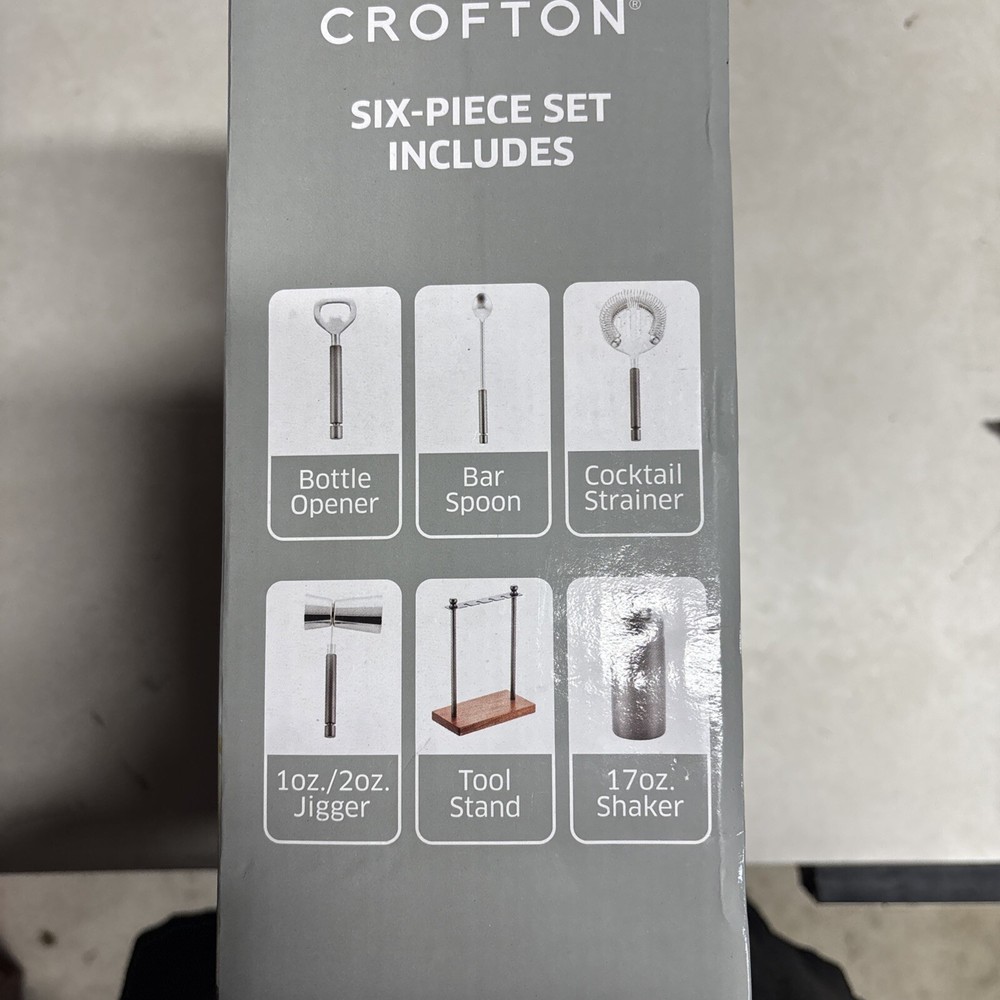 CROFTON®
SIX-PIECE SET
INCLUDES
Bottle
Opener
Bar
Spoon
Cocktail
Strainer
1oz./2oz.
Jigger
Tool
Stand
17oz.
Shaker